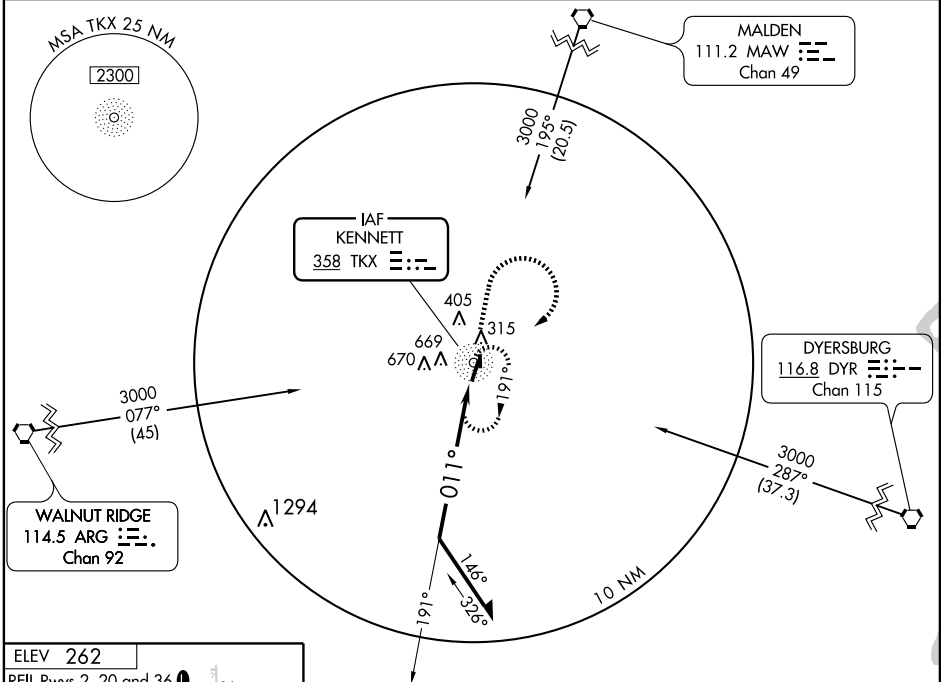 MSA TKX 25 NM
2300
MALDEN
111.2 MAW
Chan 49
3000
195°
(20.5)
IAF
KENNETT
358 TKX
405
315
669
670
191°
DYERSBURG
116.8 DYR
Chan 115
3000
077°
(45)
3000
287°
(37.3)
011°
WALNUT RIDGE
114.5 ARG
Chan 92
1294
146°
326°
10 NM
191°
ELEV 262
REIL Rwys 2, 20 and 36